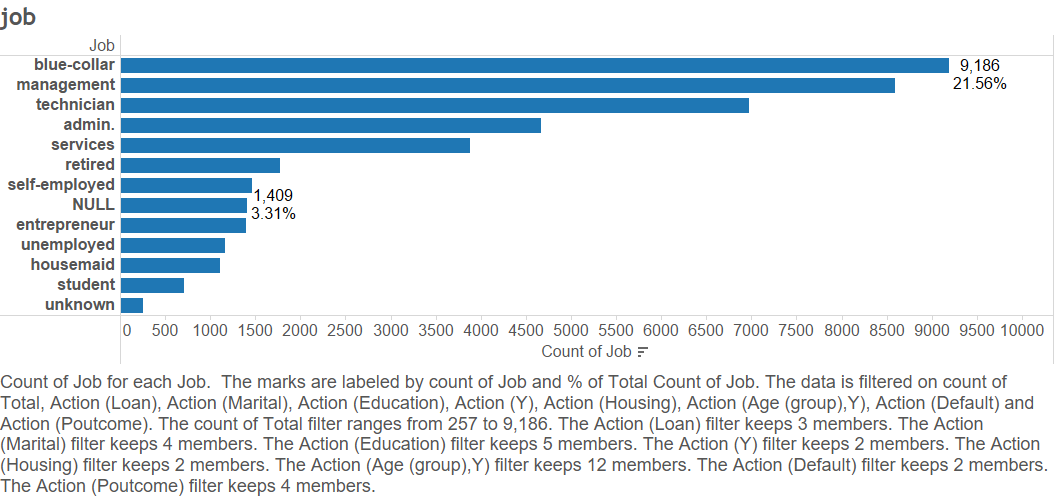 job
Job
blue-collar
9,186
management
21.56%
technician
admin.
services
retired
self-employed
1,409
NULL
3.31%
entrepreneur
unemployed
housemaid
student
unknown
0 500 1000 1500 2000 2500 3000 3500 4000 4500 5000 5500 6000 6500 7000 7500 8000 8500 9000 9500 10000
Count of Job
Count of Job for each Job.  The marks are labeled by count of Job and % of Total Count of Job. The data is filtered on count of
Total, Action (Loan), Action (Marital), Action (Education), Action (Y), Action (Housing), Action (Age (group),Y), Action (Default) and
Action (Poutcome). The count of Total filter ranges from 257 to 9,186. The Action (Loan) filter keeps 3 members. The Action
(Marital) filter keeps 4 members. The Action (Education) filter keeps 5 members. The Action (Y) filter keeps 2 members. The Action
(Housing) filter keeps 2 members. The Action (Age (group),Y) filter keeps 12 members. The Action (Default) filter keeps 2 members.
The Action (Poutcome) filter keeps 4 members.